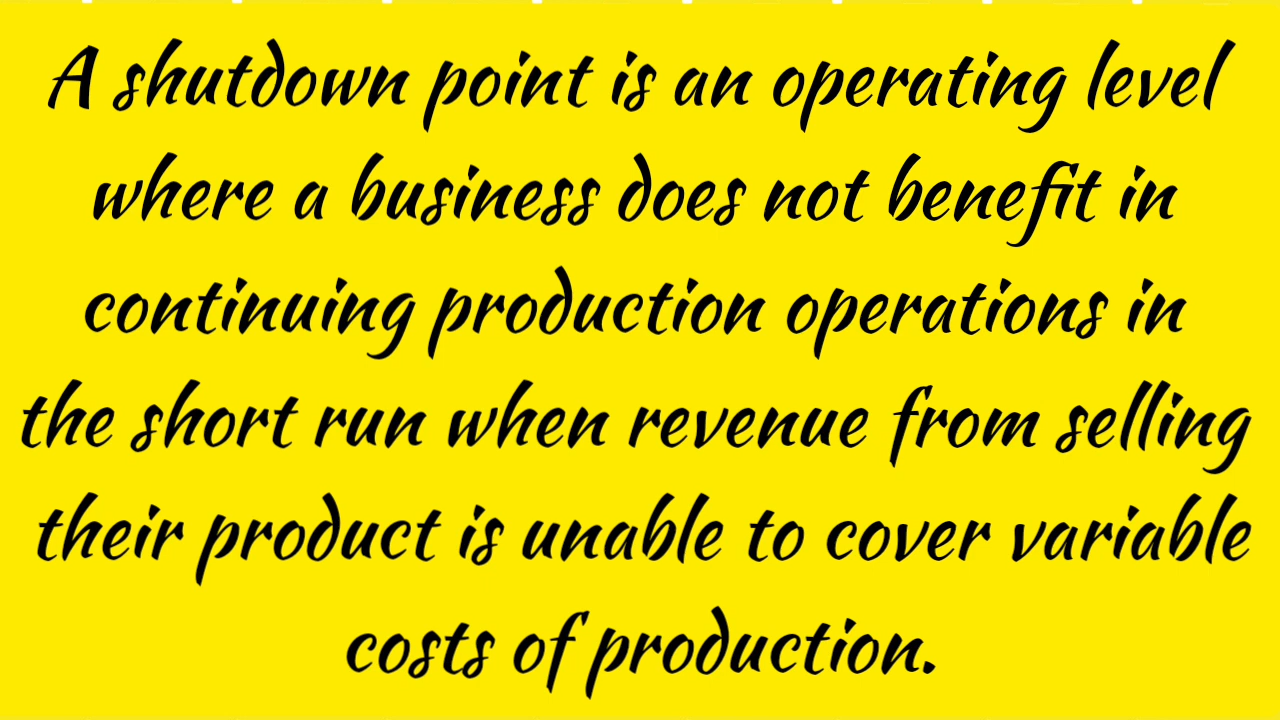 A shutdown point is an operating level
where a business does not benefit in
continuing production operations in
the short run when revenue from selling
their product is unable to cover variable
costs of production.